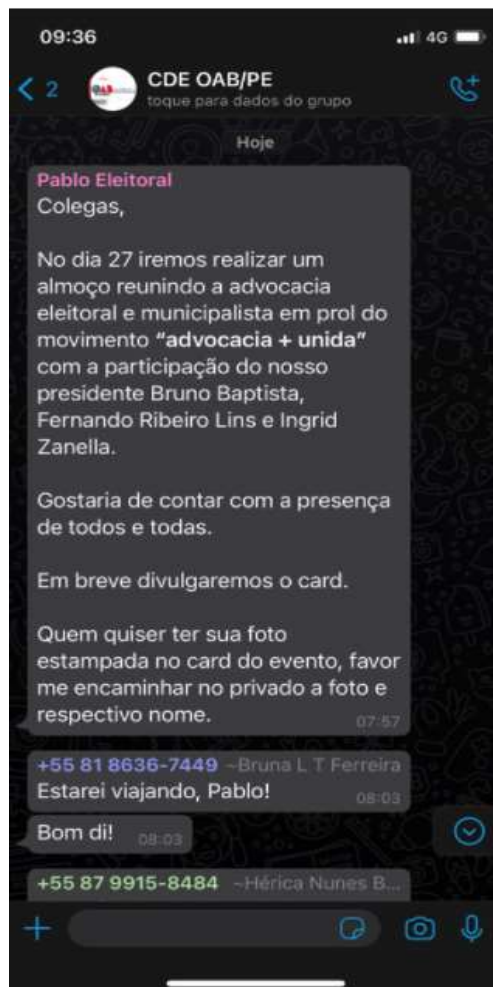 09:36
4G
2
CDE OAB/PE
toque para dados do grupo
Hoje
Pablo Eleitoral
Colegas,
No dia 27 iremos realizar um
almoço reunindo a advocacia
eleitoral e municipalista em prol do
movimento "advocacia + unida"
com a participação do nosso
presidente Bruno Baptista,
Fernando Ribeiro Lins e Ingrid
Zanella.
Gostaria de contar com a presença
de todos e todas.
Em breve divulgaremos o card.
Quem quiser ter sua foto
estampada no card do evento, favor
me encaminhar no privado a foto e
respectivo nome.
07:57
+55 81 8636-7449 ~Bruna L T Ferreira
Estarei viajando, Pablo!
08:03
Bom di! 08:03
+55 87 9915-8484 ~Hérica Nunes B...